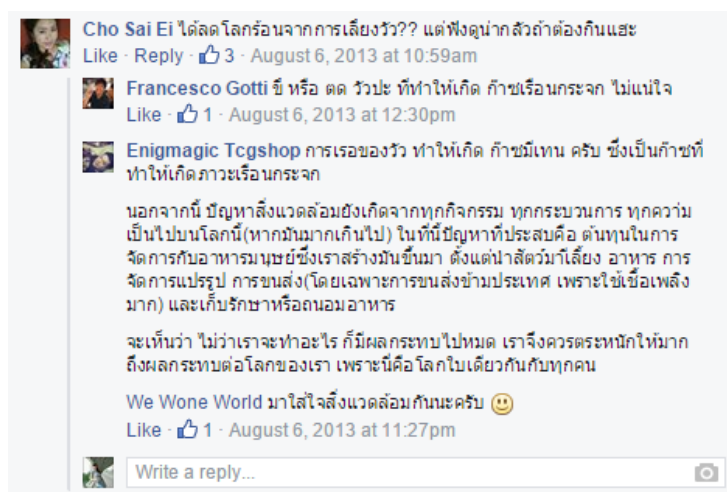 Cho Sai Ei ได้ลดโลกร้อนจากการเลี้ยงวัว?? แต่ฟังดูน่ากลัวถ้าต้องกินแฮะ
Like · Reply · 3 · August 6, 2013 at 10:59am
Francesco Gotti ขี้ หรือ ตด วัวปะ ที่ทำให้เกิด ก๊าซเรือนกระจก ไม่แน่ใจ
Like · 1 · August 6, 2013 at 12:30pm
Enigmagic Tcgshop การเรอของวัว ทำให้เกิด ก๊าซมีเทน ครับ ซึ่งเป็นก๊าซที่
ทำให้เกิดภาวะเรือนกระจก
นอกจากนี้ ปัญหาสิ่งแวดล้อมยังเกิดจากทุกกิจกรรม ทุกกระบวนการ ทุกความ
เป็นไปบนโลกนี้(หากมันมากเกินไป) ในที่นี้ปัญหาที่ประสบคือ ต้นทุนในการ
จัดการกับอาหารมนุษย์ซึ่งเราสร้างมันขึ้นมา ตั้งแต่นำสัตว์มาเลี้ยง อาหาร การ
จัดการแปรรูป การขนส่ง(โดยเฉพาะการขนส่งข้ามประเทศ เพราะใช้เชื้อเพลิง
มาก) และเก็บรักษาหรือถนอมอาหาร
จะเห็นว่า ไม่ว่าเราจะทำอะไร ก็มีผลกระทบไปหมด เราจึงควรตระหนักให้มาก
ถึงผลกระทบต่อโลกของเรา เพราะนี่คือโลกใบเดียวกันกับทุกคน
We Wone World มาใส่ใจสิ่งแวดล้อมกันนะครับ
Like · 1 · August 6, 2013 at 11:27pm
Write a reply...